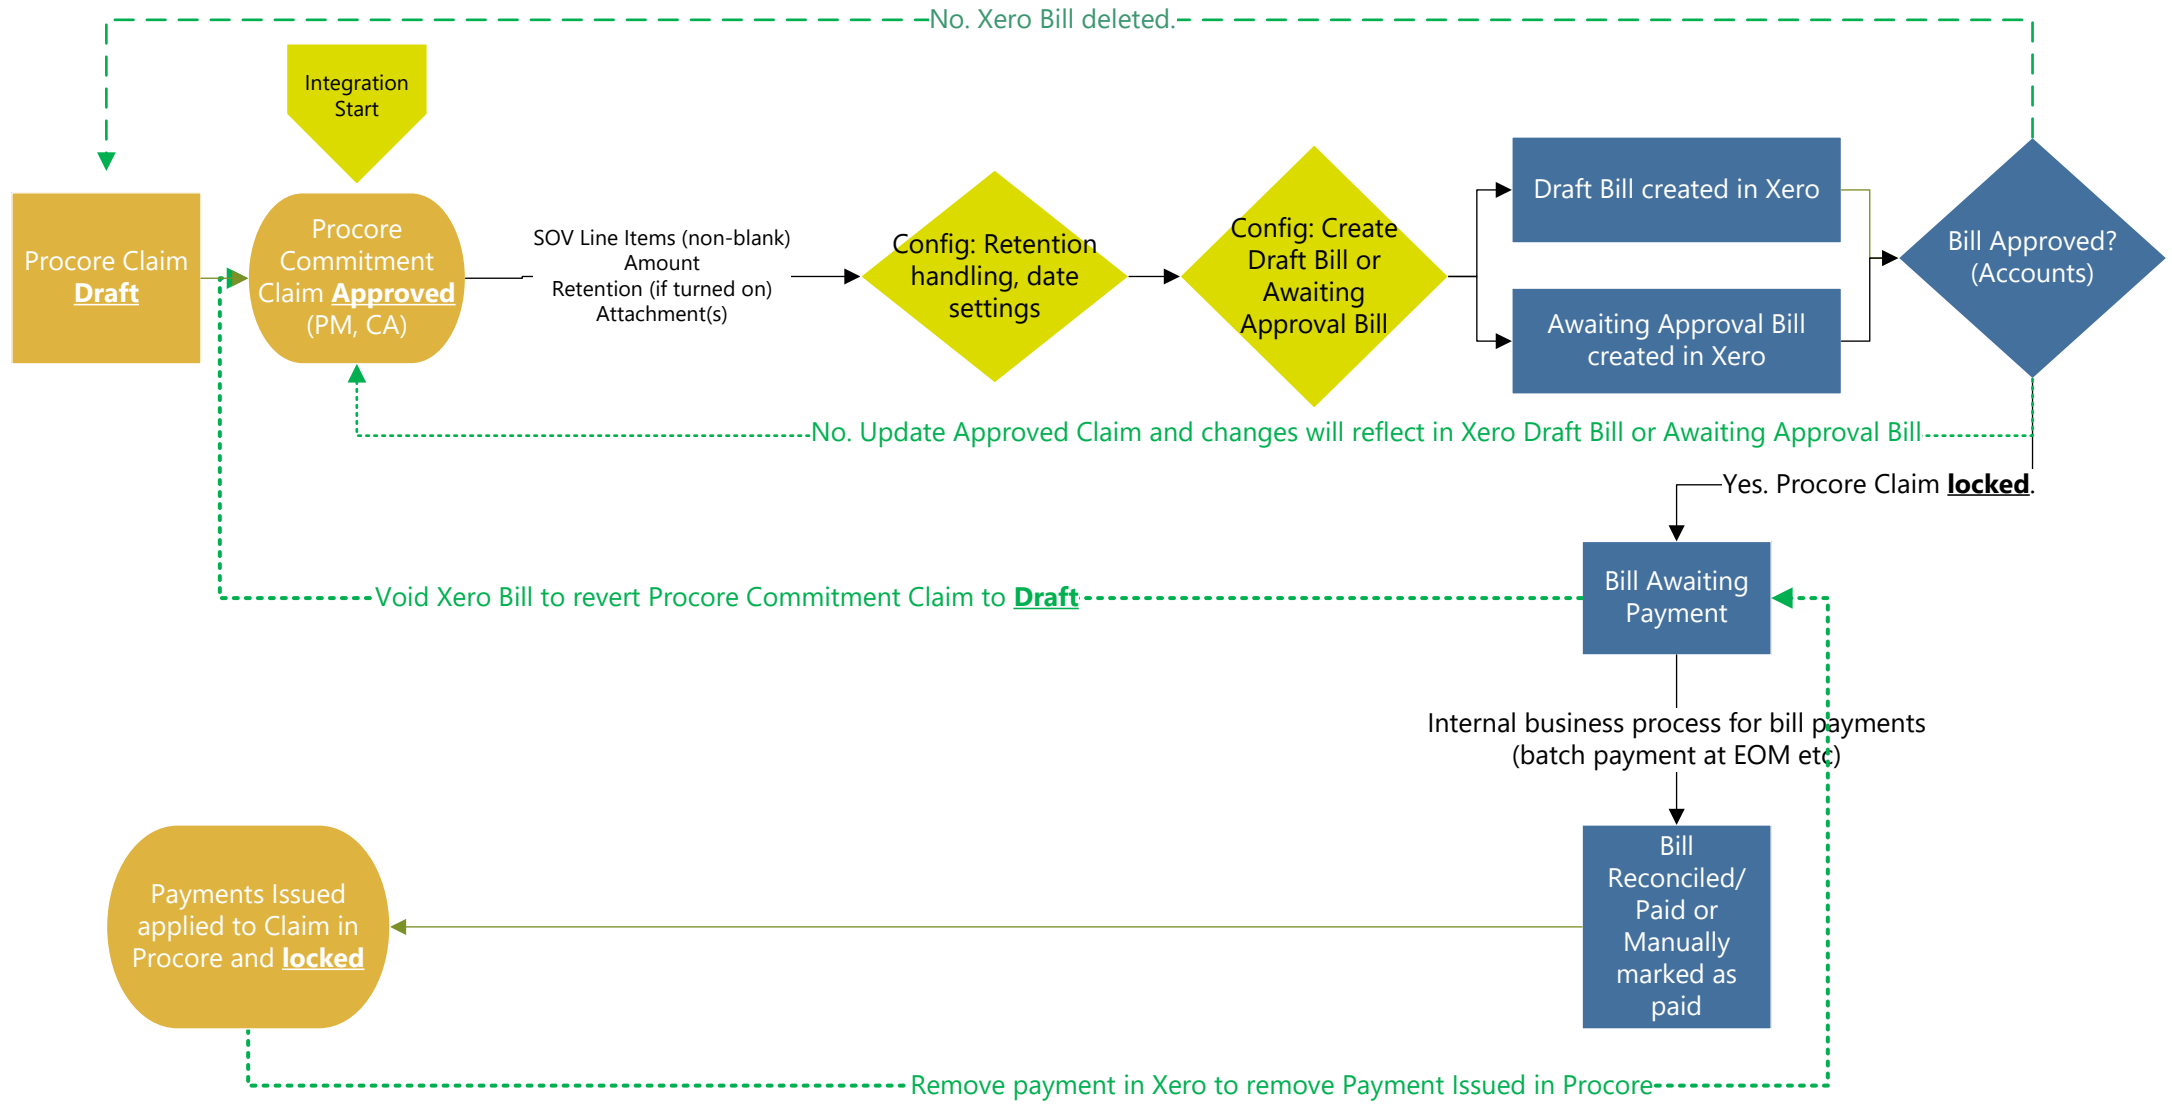 No. Xero Bill deleted.
Integration
Start
Procore Claim
Draft
Procore
Commitment
Claim Approved
(PM, CA)
SOV Line Items (non-blank)
Amount
Retention (if turned on)
Attachment(s)
Config: Retention
handling, date
settings
Config: Create
Draft Bill or
Awaiting
Approval Bill
Draft Bill created in Xero
Awaiting Approval Bill
created in Xero
Bill Approved?
(Accounts)
No. Update Approved Claim and changes will reflect in Xero Draft Bill or Awaiting Approval Bill
Yes. Procore Claim locked.
Bill Awaiting
Payment
Void Xero Bill to revert Procore Commitment Claim to Draft
Internal business process for bill payments
(batch payment at EOM etc)
Bill
Reconciled/
Paid or
Manually
marked as
paid
Payments Issued
applied to Claim in
Procore and locked
Remove payment in Xero to remove Payment Issued in Procore